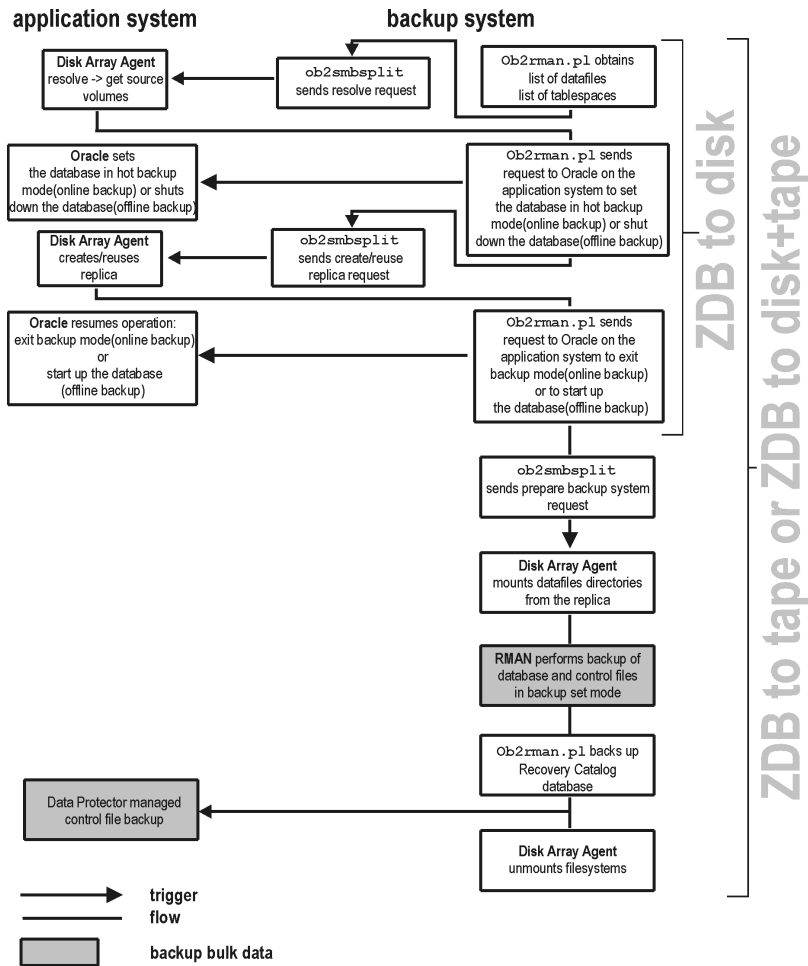 application system
backup system
Disk Array Agent
resolve -> get source
volumes
ob2smbsplit
sends resolve request
Ob2rman.pl obtains
list of datafiles
list of tablespaces
Oracle sets
the database in hot backup
mode(online backup) or shuts
down the database(offline backup)
Ob2rman.pl sends
request to Oracle on the
application system to set
the database in hot backup
mode(online backup) or shut
down the database(offline backup)
Disk Array Agent
creates/reuses
replica
ob2smbsplit
sends create/reuse
replica request
Oracle resumes operation:
exit backup mode(online backup)
or
start up the database
(offline backup)
Ob2rman.pl sends
request to Oracle on the
application system to exit
backup mode(online backup)
or to start up
the database(offline backup)
ob2smbsplit
sends prepare backup system
request
Disk Array Agent
mounts datafiles directories
from the replica
RMAN performs backup of
database and control files
in backup set mode
Ob2rman.pl backs up
Recovery Catalog
database
Data Protector managed
control file backup
Disk Array Agent
unmounts filesystems
ZDB to disk
ZDB to tape or ZDB to disk+tape
trigger
flow
backup bulk data